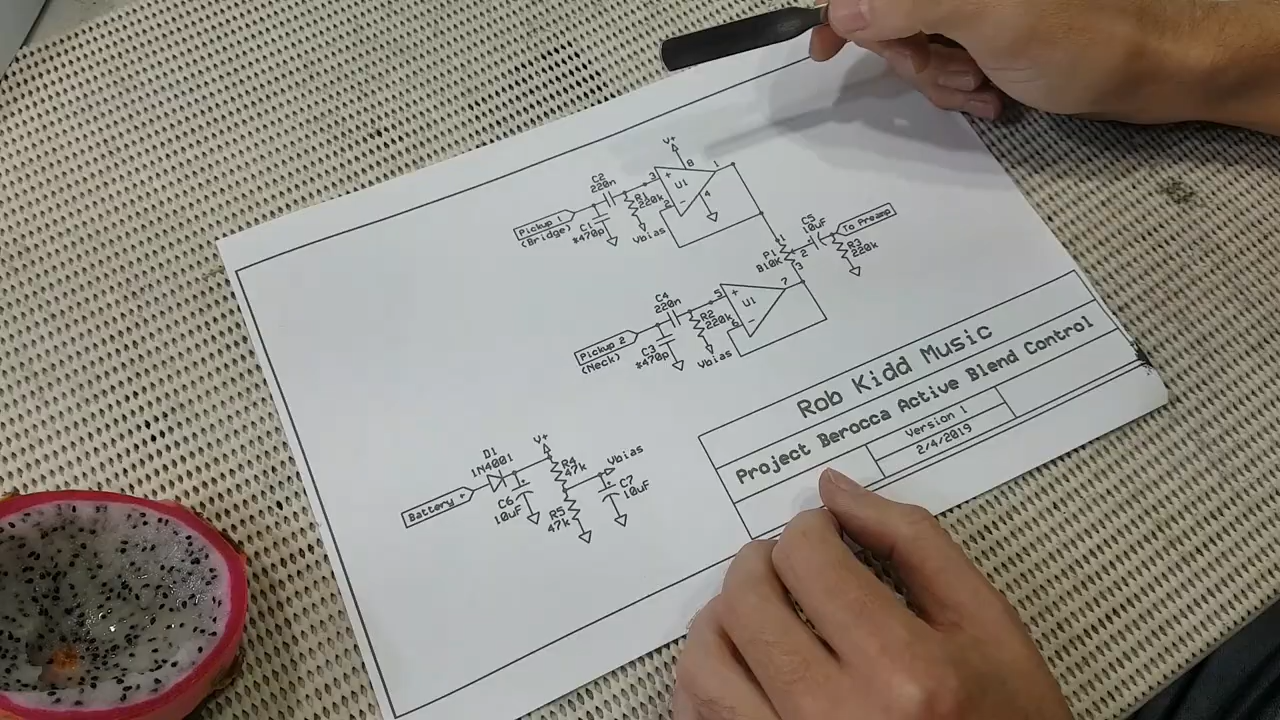 V+
8
C2
220n
3
+
U1
1
R1
220k
4
2
-
Pickup 1
(Bridge)
C1
*470p
Vbias
C5
10uF
To Preamp
1
P1
B10K
2
3
R3
220k
C4
220n
5
+
U1
7
R2
220k
6
-
Pickup 2
(Neck)
C3
*470p
Vbias
Rob Kidd Music
Project Berocca Active Blend Control
Version 1
2/4/2019
V+
D1
1N4001
R4
47k
Vbias
Battery +
C6
10uF
C7
10uF
R5
47k